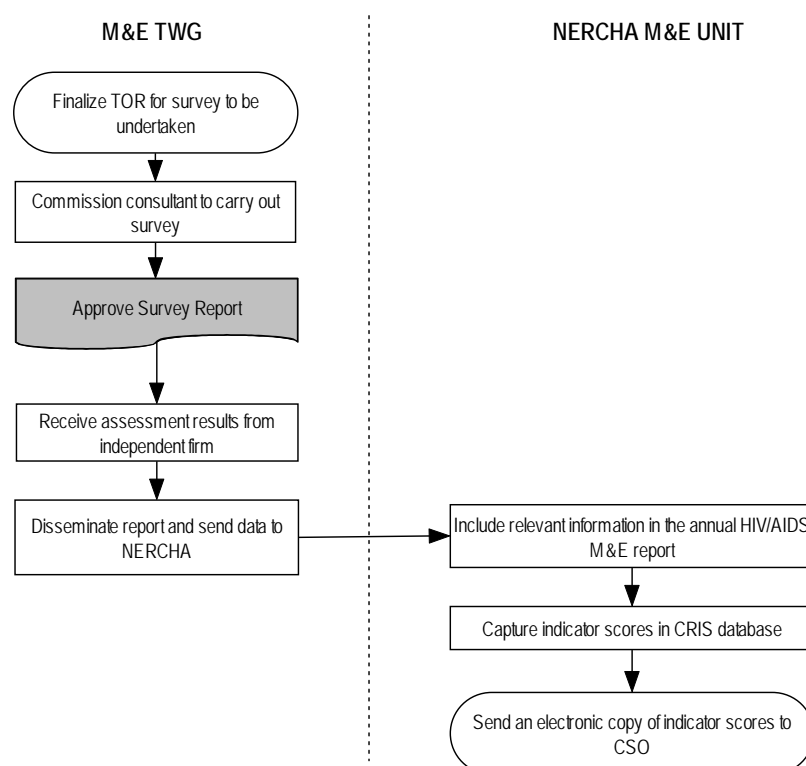 M&E TWG
Finalize TOR for survey to be
undertaken
Commission consultant to carry out
survey
Approve Survey Report
Receive assessment results from
independent firm
Disseminate report and send data to
NERCHA
NERCHA M&E UNIT
Include relevant information in the annual HIV/AIDS
M&E report
Capture indicator scores in CRIS database
Send an electronic copy of indicator scores to
CSO